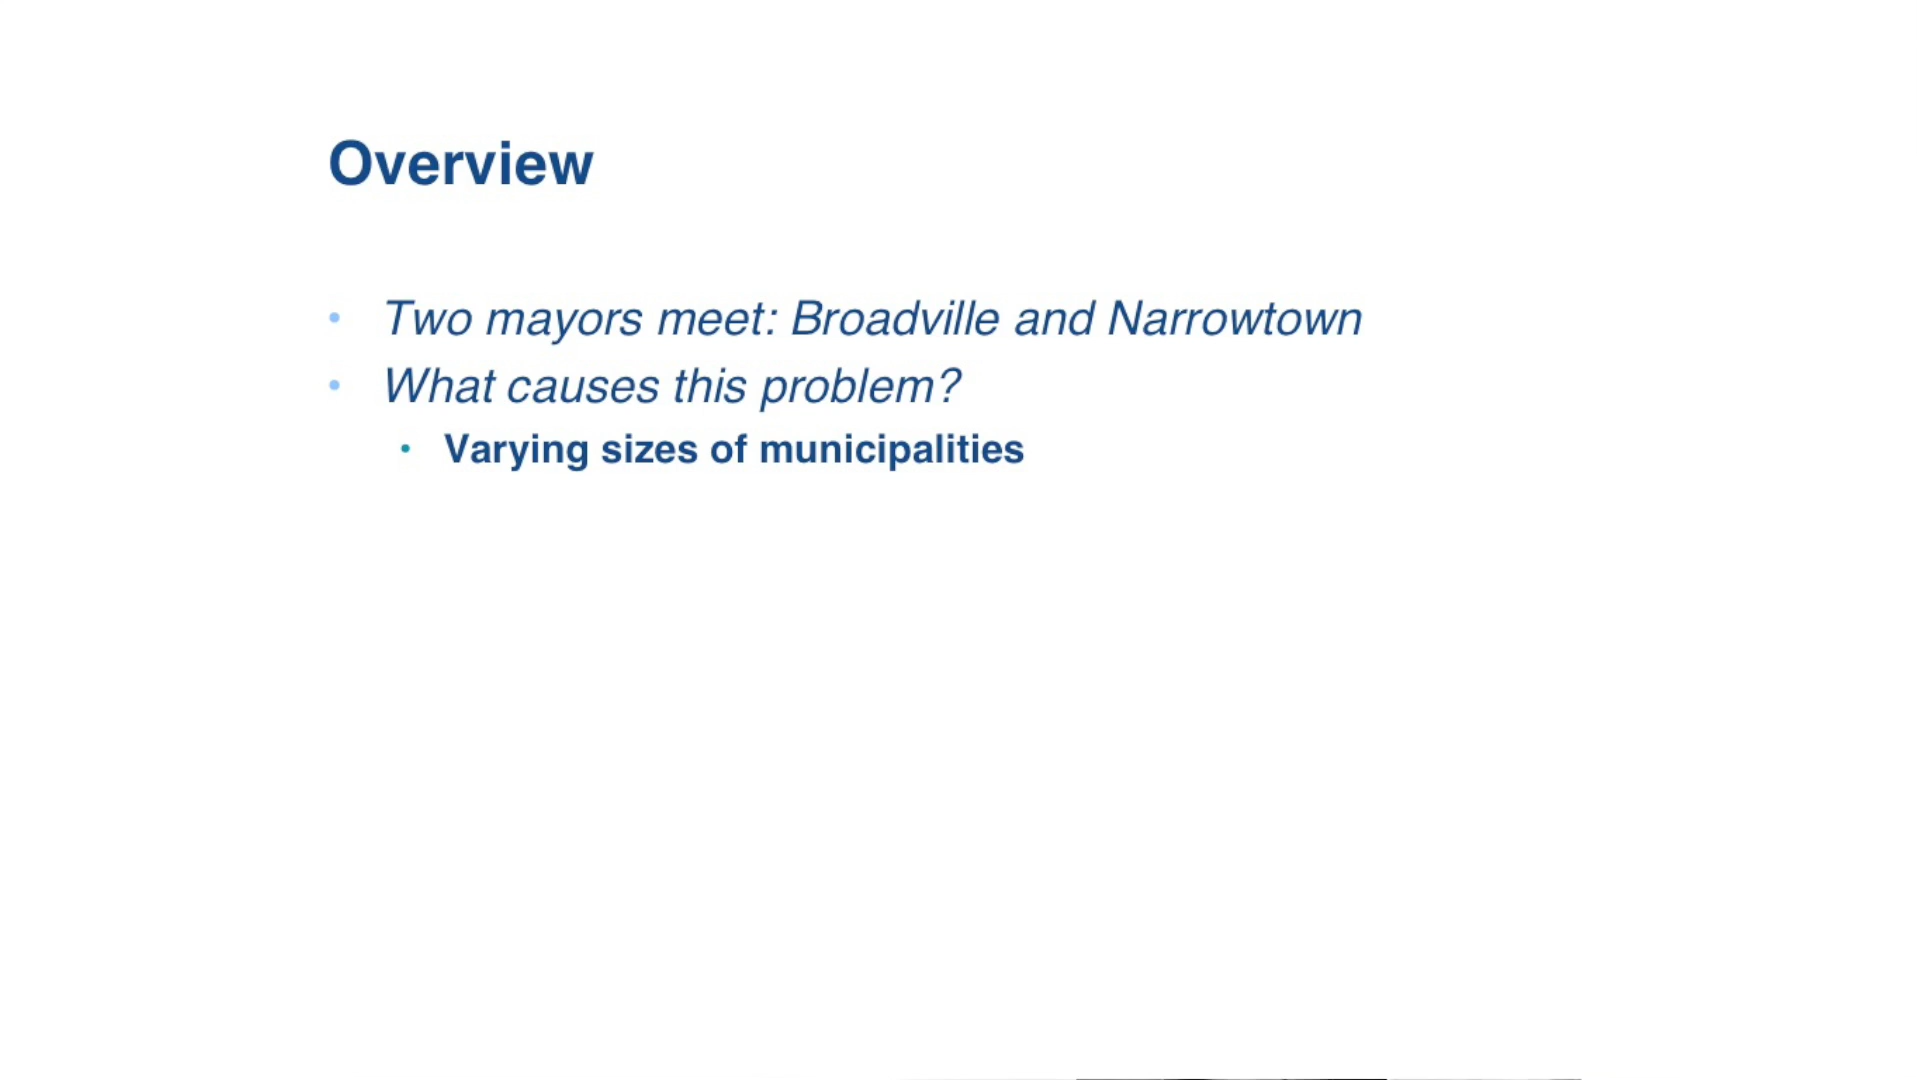 Overview
• Two mayors meet: Broadville and Narrowtown
• What causes this problem?
• Varying sizes of municipalities